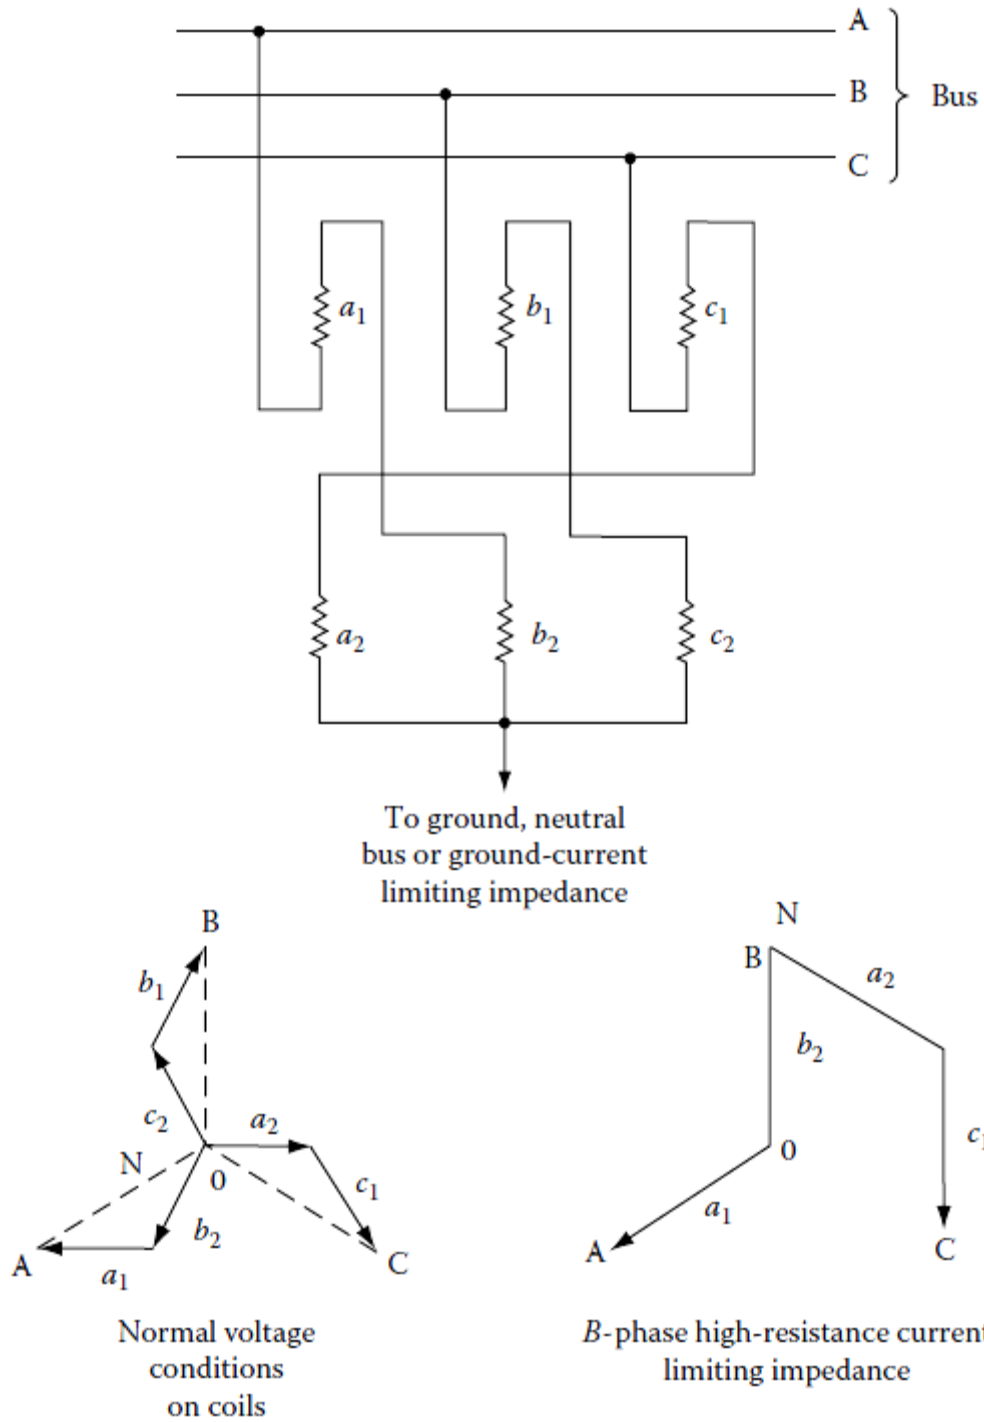 A
B
Bus
C
a1
b1
c1
a2
b2
c2
To ground, neutral
bus or ground-current
limiting impedance
B
b1
c2
a2
N
0
c1
b2
A
a1
C
Normal voltage
conditions
on coils
N
B
a2
b2
c1
0
a1
A
C
B-phase high-resistance current
limiting impedance